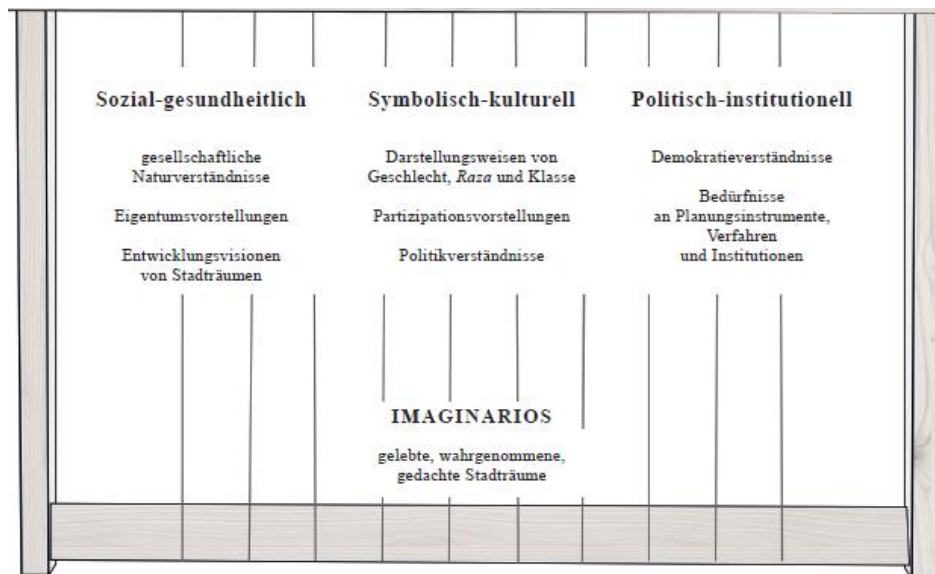 Sozial-gesundheitlich
gesellschaftliche
Naturverständnisse
Eigentumsvorstellungen
Entwicklungsvisionen
von Stadträumen
Symbolisch-kulturell
Darstellungsweisen von
Geschlecht, Raza und Klasse
Partizipationsvorstellungen
Politikverständnisse
Politisch-institutionell
Demokratieverständnisse
Bedürfnisse
an Planungsinstrumente,
Verfahren
und Institutionen
IMAGINARIOS
gelebte, wahrgenommene,
gedachte Stadträume